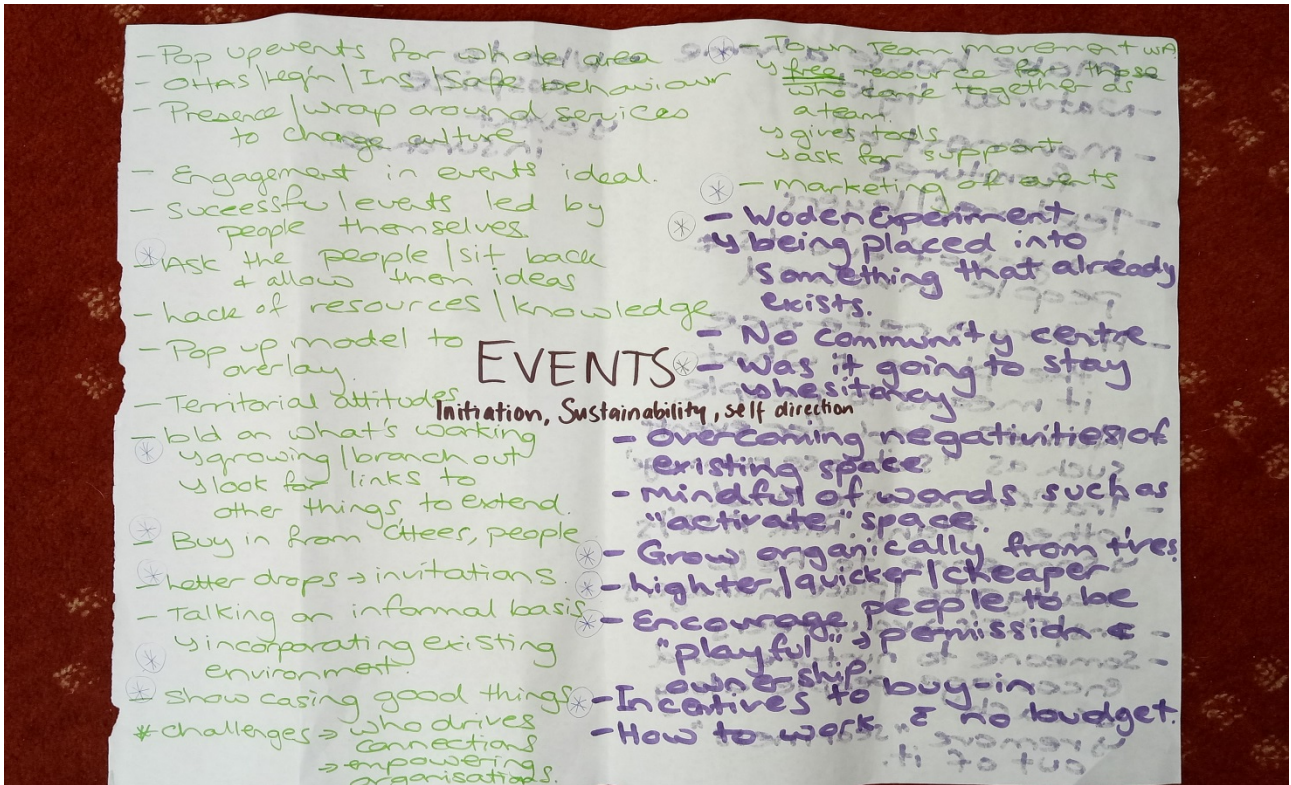 - Pop up events for whole/area
- OH+AS/Legin/Ins/Safe behaviour
- Presence/wrap around services
to change culture
- Engagement in events ideal.
- Successful events led by
people themselves.
- Ask the people/sit back
+ allow them ideas
- Lack of resources/knowledge
- Pop up model to
overlay
- Territorial attitudes
- bld on what's working
↳ growing/branch out
↳ look for links to
other things to extend.
- Buy in from c'ttees, people
- Letter drops → invitations.
- Talking on informal basis
↳ incorporating existing
environment.
- Show casing good things
# challenges → who drives
connections
→ empowering
organisations.
EVENTS
Initiation, Sustainability, self direction
- Town Team movement WA
↳ free resource for those
who come together as
a team.
↳ gives tools
↳ ask for support
- marketing of events
- Woden Experiment
↳ being placed into
something that already
exists.
- No community centre
- Was it going to stay
↳ hesitancy
- overcoming negativities of
existing space
- mindful of words such as
"activate," space.
- Grow organically from
- Lighter/quicker/cheaper
- Encourage people to be
"playful" → permission &
ownership.
- Incentives to buy-in
- How to work & no budget.